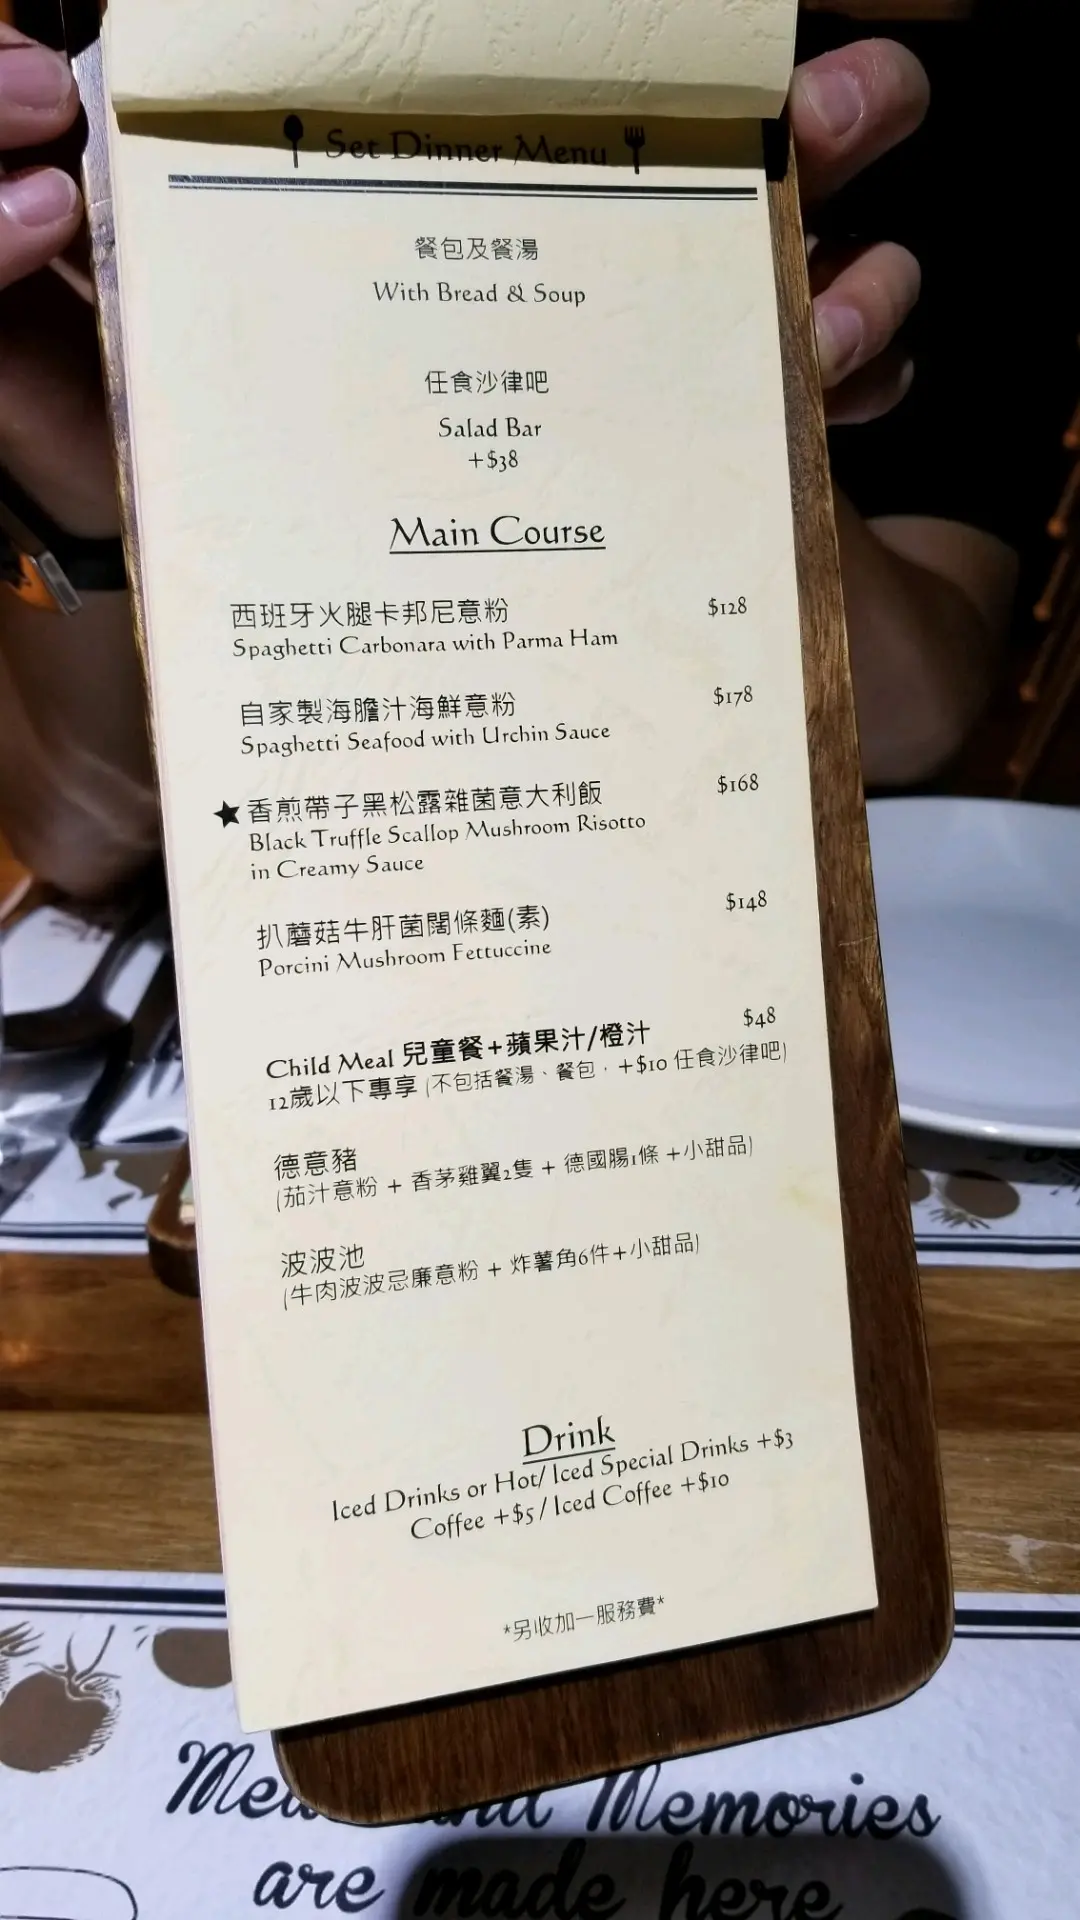 Set Dinner Menu
餐包及餐湯
With Bread & Soup
任食沙律吧
Salad Bar
+$38
Main Course
西班牙火腿卡邦尼意粉 $128
Spaghetti Carbonara with Parma Ham
自家製海膽汁海鮮意粉 $178
Spaghetti Seafood with Urchin Sauce
★香煎帶子黑松露雜菌意大利飯 $168
Black Truffle Scallop Mushroom Risotto
in Creamy Sauce
扒蘑菇牛肝菌闊條麵(素) $148
Porcini Mushroom Fettuccine
Child Meal 兒童餐+蘋果汁/橙汁 $48
12歲以下專享 (不包括餐湯、餐包，+$10 任食沙律吧)
德意豬
(茄汁意粉 + 香茅雞翼2隻 + 德國腸1條 +小甜品)
波波池
(牛肉波波忌廉意粉 + 炸薯角6件+小甜品)
Drink
Iced Drinks or Hot/ Iced Special Drinks +$3
Coffee +$5 / Iced Coffee +$10
*另收加一服務費*
Memories
are made here